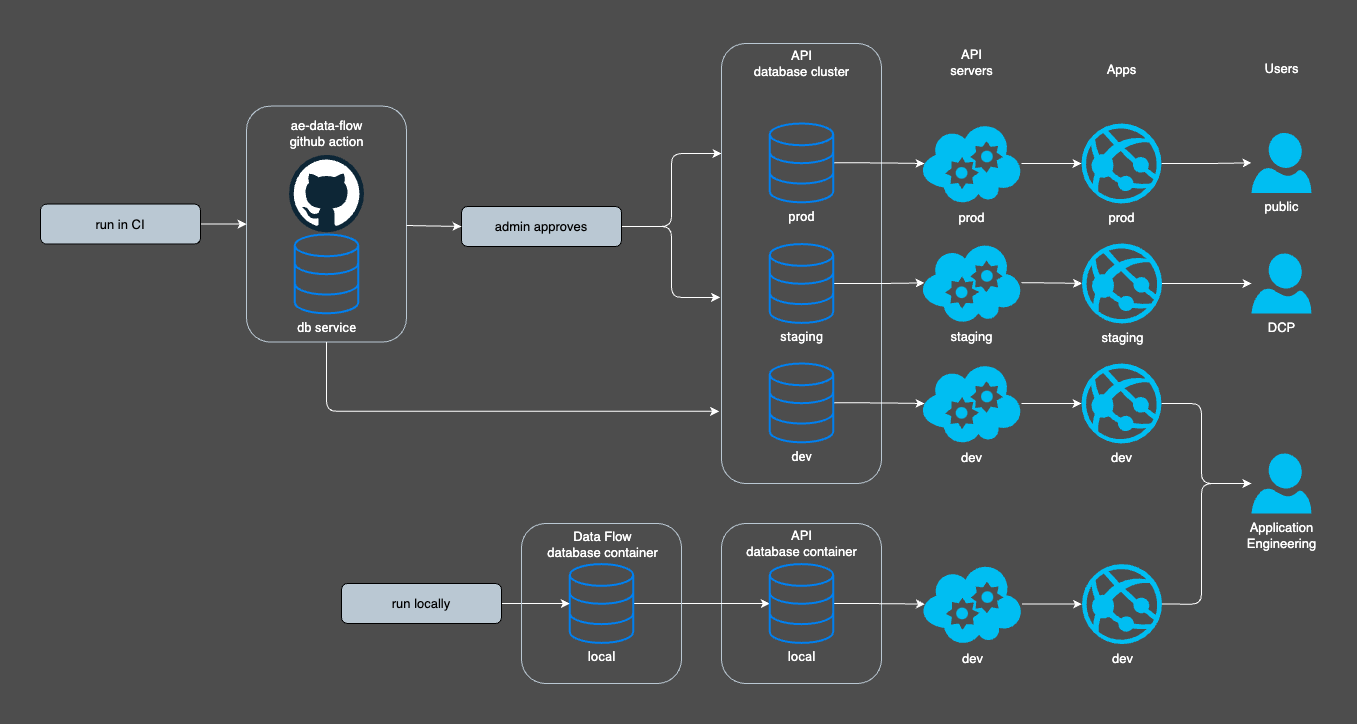 API
database cluster
API
servers
Apps
Users
ae-data-flow
github action
run in CI
db service
admin approves
prod
prod
prod
public
staging
staging
staging
DCP
dev
dev
dev
Application
Engineering
Data Flow
database container
API
database container
run locally
local
local
dev
dev